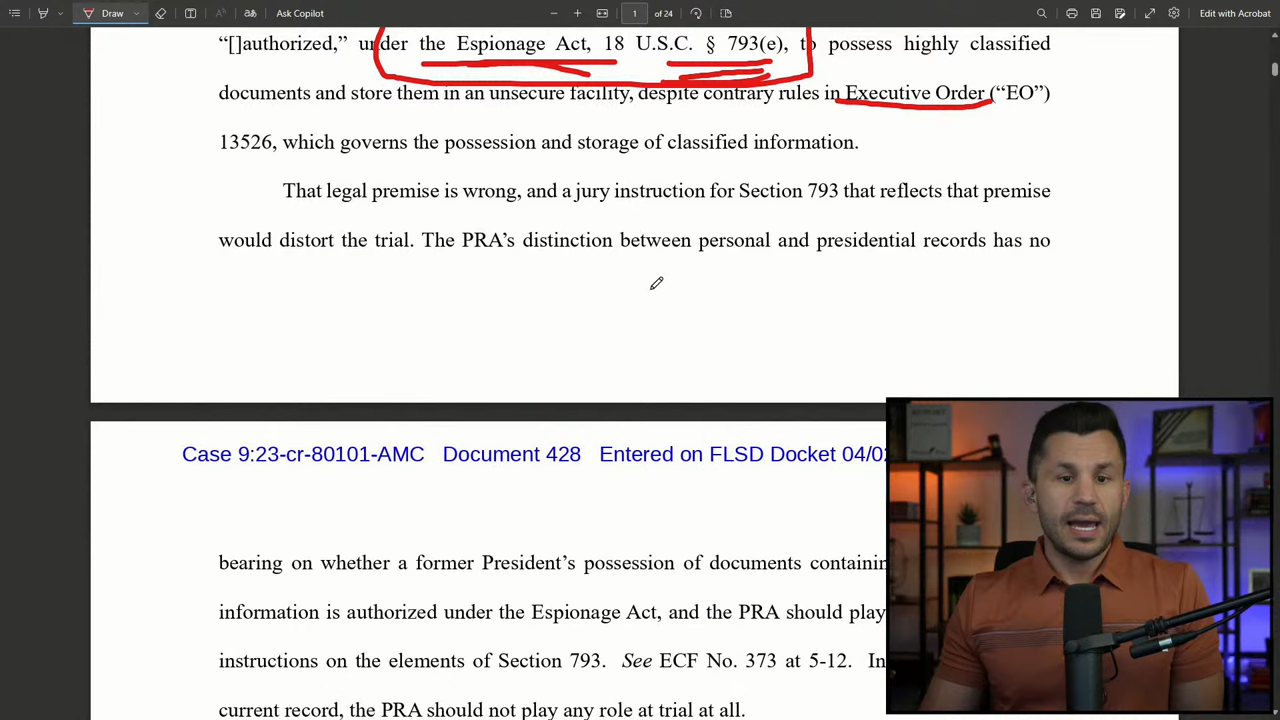 Draw
Ask Copilot
1
of 24
Edit with Acrobat
“[]authorized,” under the Espionage Act, 18 U.S.C. § 793(e), to possess highly classified
documents and store them in an unsecure facility, despite contrary rules in Executive Order (“EO”)
13526, which governs the possession and storage of classified information.
That legal premise is wrong, and a jury instruction for Section 793 that reflects that premise
would distort the trial. The PRA’s distinction between personal and presidential records has no
Case 9:23-cr-80101-AMC Document 428 Entered on FLSD Docket 04/02
bearing on whether a former President’s possession of documents
information is authorized under the Espionage Act, and the PRA should play
instructions on the elements of Section 793. See ECF No. 373 at 5-12. In
current record, the PRA should not play any role at trial at all.